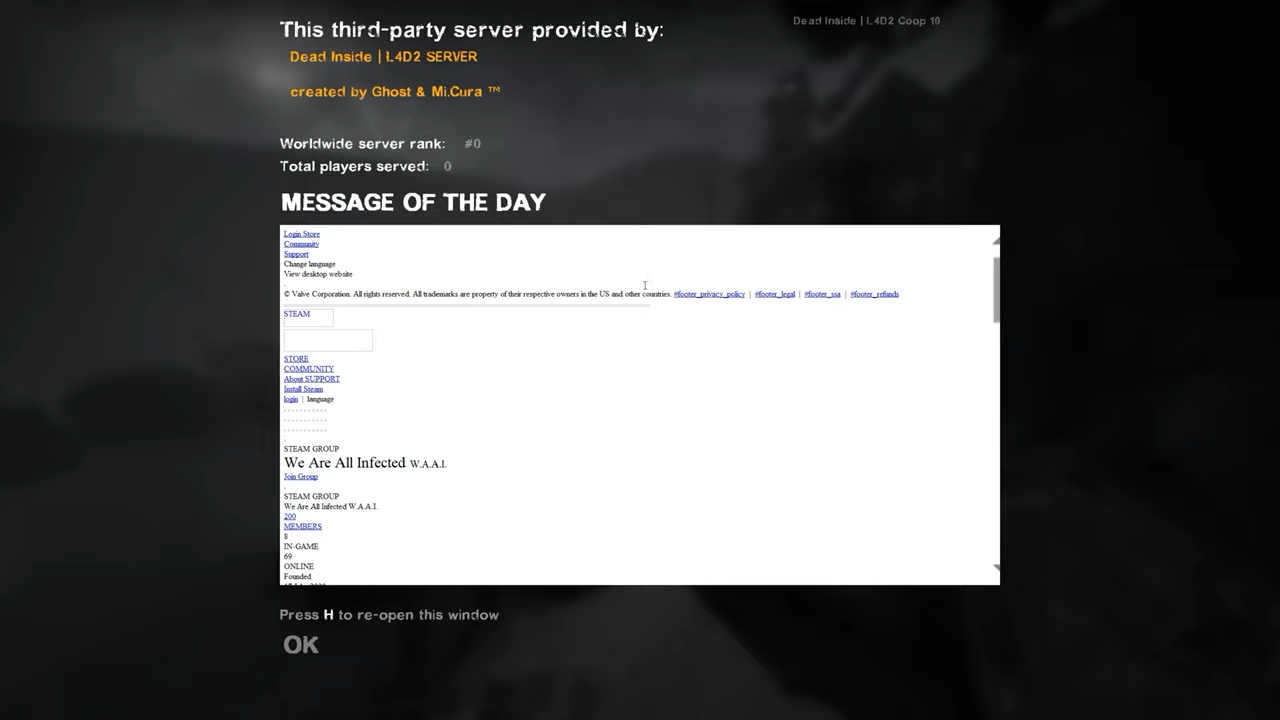 This third-party server provided by:
Dead Inside | L4D2 Coop 10
Dead Inside | L4D2 SERVER
created by Ghost & Mi.Cura ™
Worldwide server rank: #0
Total players served: 0
MESSAGE OF THE DAY
Login Store
Community
Support
Change language
View desktop website
© Valve Corporation. All rights reserved. All trademarks are property of their respective owners in the US and other countries. #footer_privacy_policy | #footer_legal | #footer_ssa | #footer_refunds
STEAM
STORE
COMMUNITY
About SUPPORT
Install Steam
login | language
STEAM GROUP
We Are All Infected W.A.A.I.
Join Group
STEAM GROUP
We Are All Infected W.A.A.I.
200
MEMBERS
8
IN-GAME
69
ONLINE
Founded
Press H to re-open this window
OK